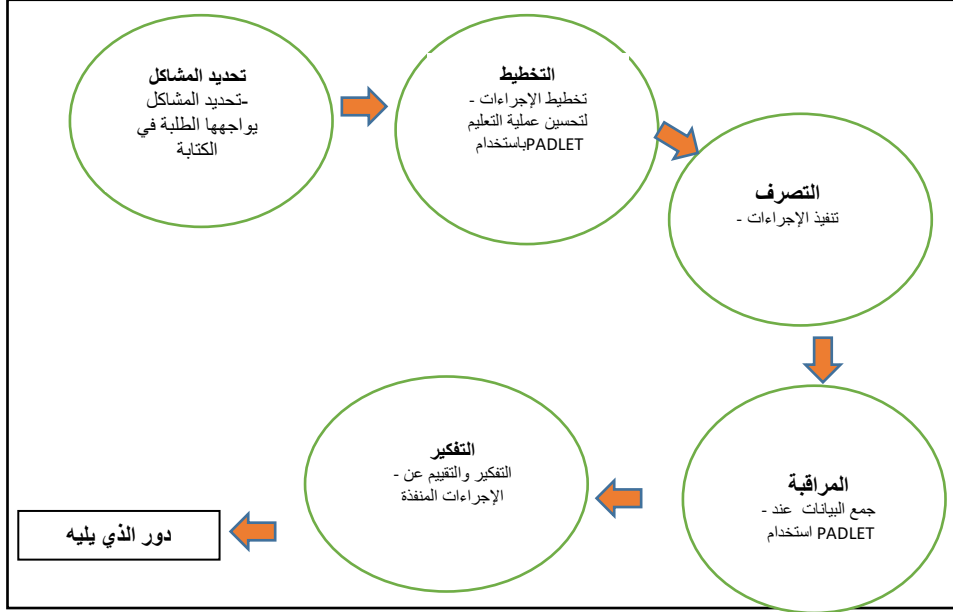 تحديد المشاكل
-تحديد المشاكل
يواجهها الطلبة في
الكتابة
التخطيط
تخطيط الإجراءات -
لتحسين عملية التعليم
PADLETباستخدام
التصرف
تنفيذ الإجراءات -
المراقبة
جمع البيانات عند -
PADLET استخدام
التفكير
التفكير والتقييم عن -
الإجراءات المنفذة
دور الذي يليه